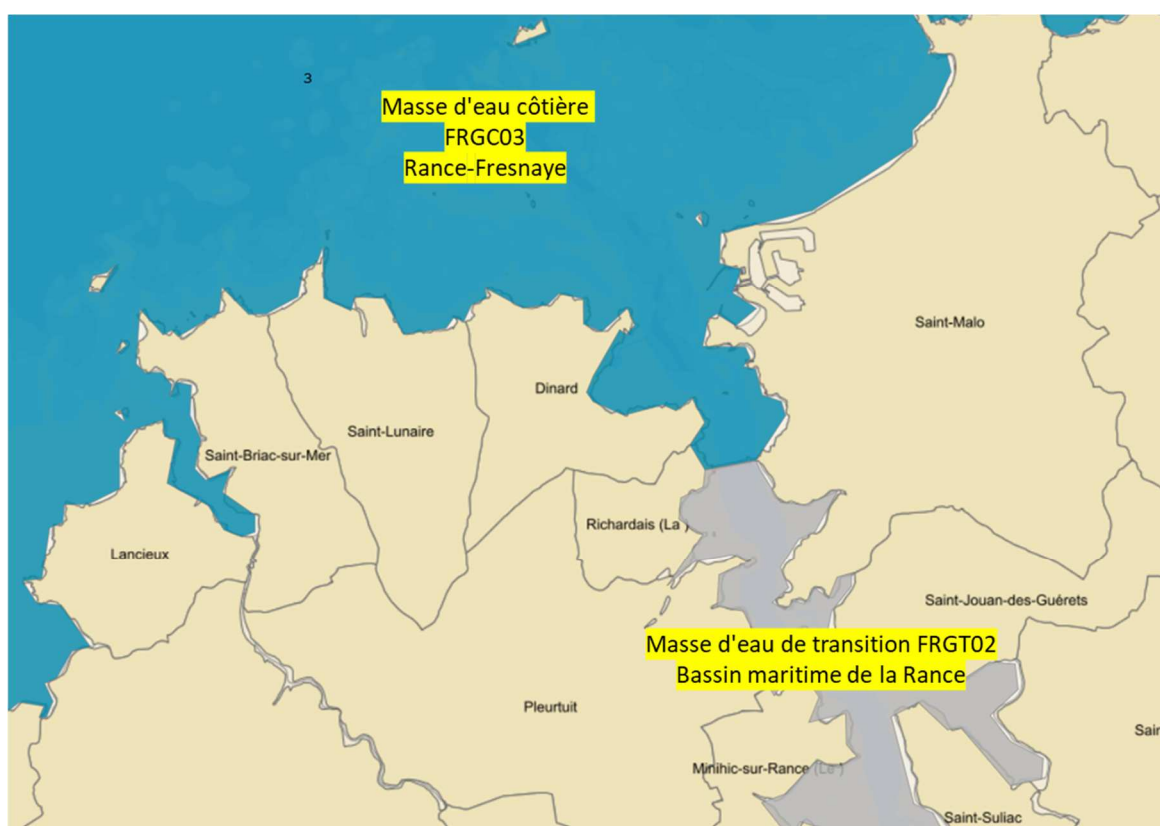 3
Masse d'eau côtière
FRGC03
Rance-Fresnaye
Saint-Malo
Dinard
Saint-Lunaire
Saint-Briac-sur-Mer
Richardais (La )
Lancieux
Saint-Jouan-des-Guérets
Masse d'eau de transition FRGT02
Bassin maritime de la Rance
Pleurtuit
Sain
Minihic-sur-Rance (Le )
Saint-Suliac